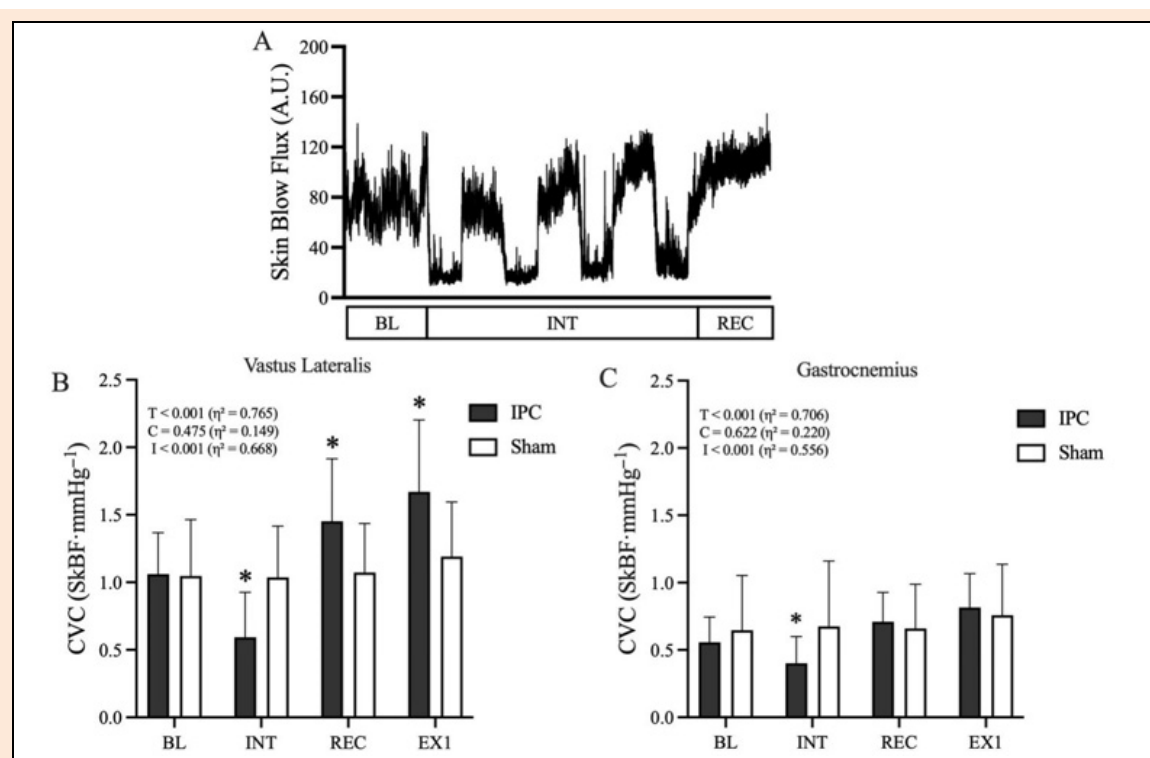 A
200
160
120
80
40
0
Skin Blow Flux (A.U.)
BL INT REC
B
Vastus Lateralis
2.5
2.0
1.5
1.0
0.5
0.0
CVC (SkBF·mmHg⁻¹)
T < 0.001 (η² = 0.765)
C = 0.475 (η² = 0.149)
I < 0.001 (η² = 0.668)
*
*
*
IPC
Sham
BL INT REC EX1
C
Gastrocnemius
2.5
2.0
1.5
1.0
0.5
0.0
CVC (SkBF·mmHg⁻¹)
T < 0.001 (η² = 0.706)
C = 0.622 (η² = 0.220)
I < 0.001 (η² = 0.556)
*
IPC
Sham
BL INT REC EX1